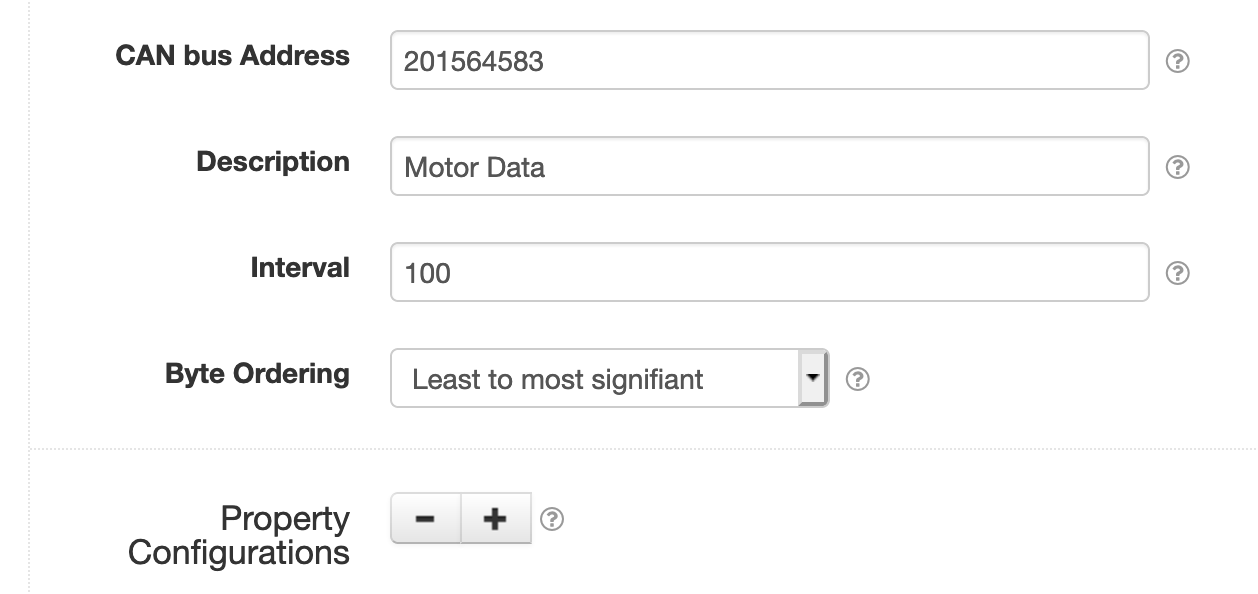 CAN bus Address 201564583 ?
Description Motor Data ?
Interval 100 ?
Byte Ordering Least to most signifiant ?
Property - + ?
Configurations